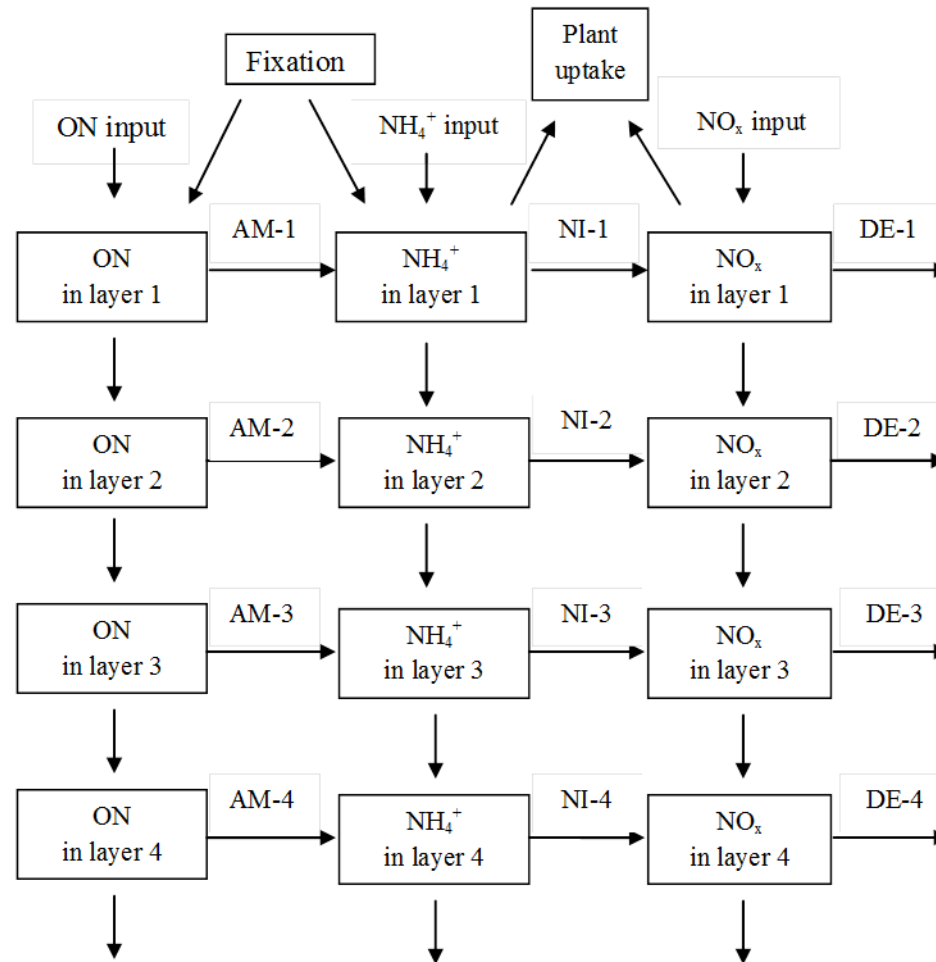 Fixation
Plant
uptake
ON input
NH₄⁺ input
NOₓ input
AM-1
NI-1
DE-1
ON
in layer 1
NH₄⁺
in layer 1
NOₓ
in layer 1
AM-2
NI-2
DE-2
ON
in layer 2
NH₄⁺
in layer 2
NOₓ
in layer 2
AM-3
NI-3
DE-3
ON
in layer 3
NH₄⁺
in layer 3
NOₓ
in layer 3
AM-4
NI-4
DE-4
ON
in layer 4
NH₄⁺
in layer 4
NOₓ
in layer 4